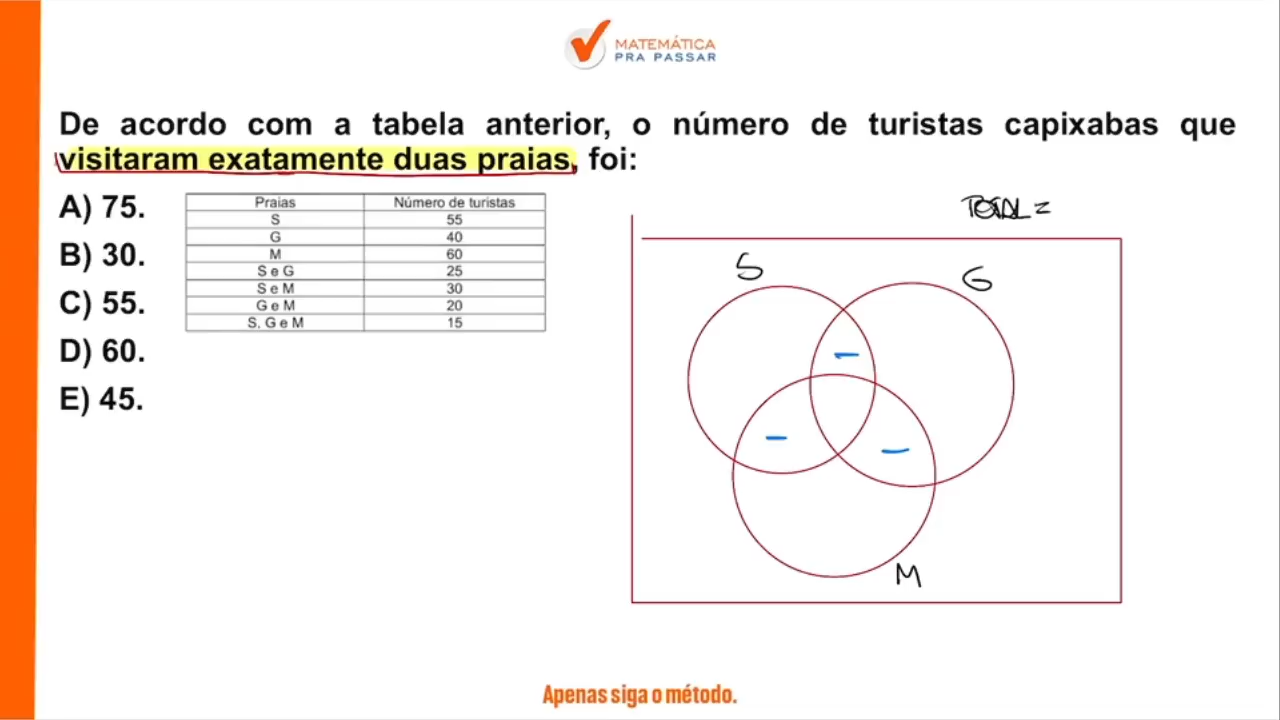 MATEMÁTICA
PRA PASSAR
De acordo com a tabela anterior, o número de turistas capixabas que
visitaram exatamente duas praias, foi:
A) 75.
B) 30.
C) 55.
D) 60.
E) 45.
Praias Número de turistas
S 55
G 40
M 60
S e G 25
S e M 30
G e M 20
S. G e M 15
TOTAL =
S
G
M
Apenas siga o método.